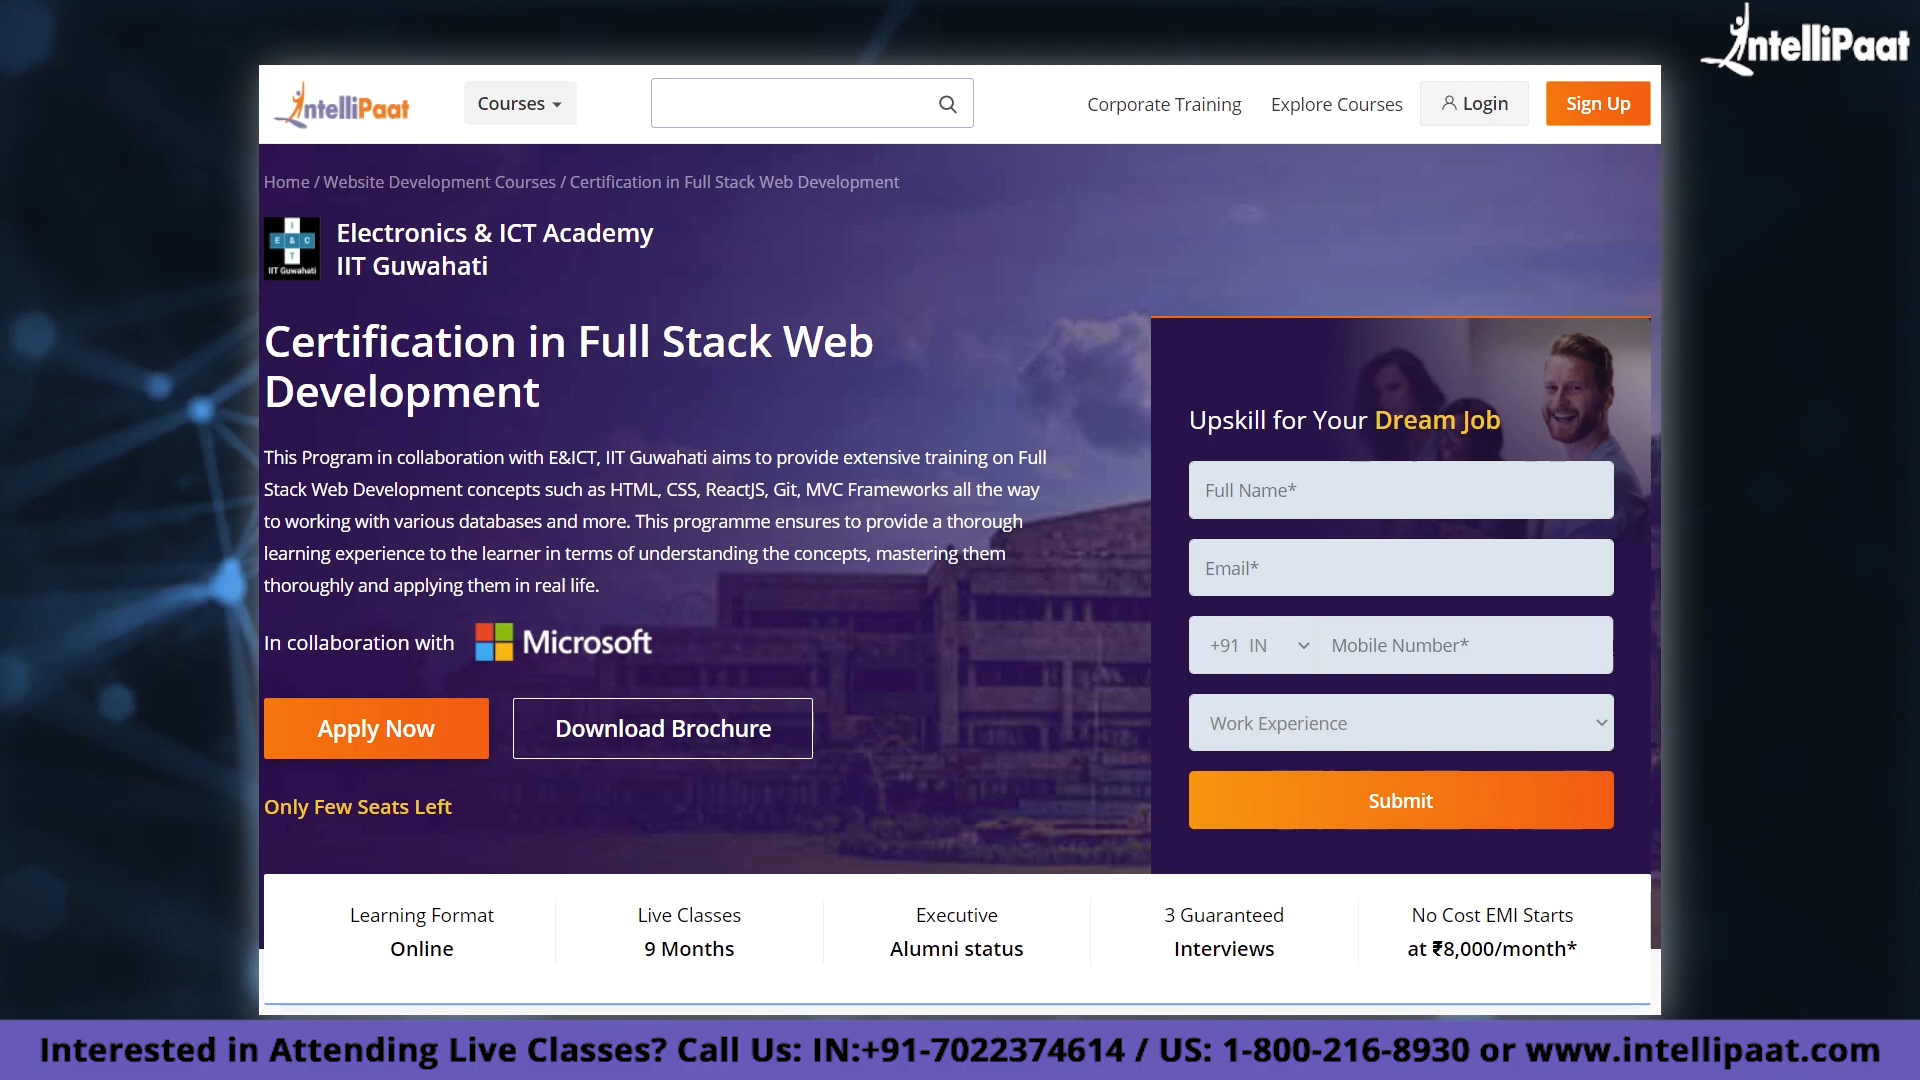 IntelliPaat
IntelliPaat
Courses
Corporate Training
Explore Courses
Login
Sign Up
Home / Website Development Courses / Certification in Full Stack Web Development
I
E & C
T
IIT Guwahati
Electronics & ICT Academy
IIT Guwahati
Certification in Full Stack Web
Development
This Program in collaboration with E&ICT, IIT Guwahati aims to provide extensive training on Full
Stack Web Development concepts such as HTML, CSS, ReactJS, Git, MVC Frameworks all the way
to working with various databases and more. This programme ensures to provide a thorough
learning experience to the learner in terms of understanding the concepts, mastering them
thoroughly and applying them in real life.
In collaboration with Microsoft
Apply Now
Download Brochure
Only Few Seats Left
Upskill for Your Dream Job
Full Name*
Email*
+91 IN Mobile Number*
Work Experience
Submit
Learning Format
Online
Live Classes
9 Months
Executive
Alumni status
3 Guaranteed
Interviews
No Cost EMI Starts
at ₹8,000/month*
Interested in Attending Live Classes? Call Us: IN:+91-7022374614 / US: 1-800-216-8930 or www.intellipaat.com